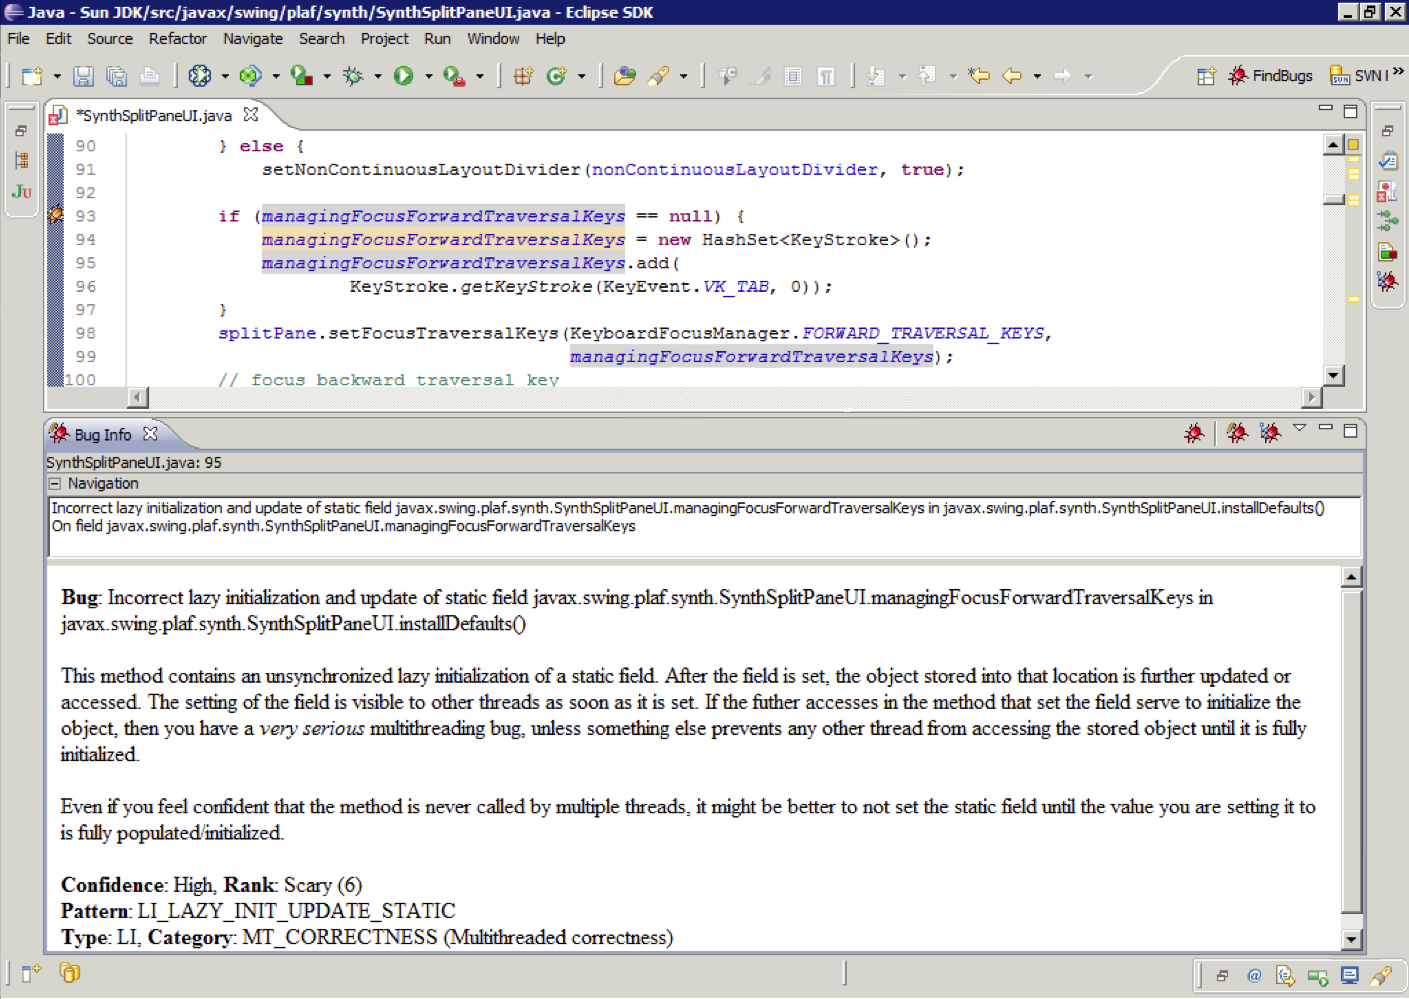 Java - Sun JDK/src/javax/swing/plaf/synth/SynthSplitPaneUI.java - Eclipse SDK
File Edit Source Refactor Navigate Search Project Run Window Help
FindBugs SVN
*SynthSplitPaneUI.java
90 } else {
91 setNonContinuousLayoutDivider(nonContinuousLayoutDivider, true);
92
93 if (managingFocusForwardTraversalKeys == null) {
94 managingFocusForwardTraversalKeys = new HashSet<KeyStroke>();
95 managingFocusForwardTraversalKeys.add(
96 KeyStroke.getKeyStroke(KeyEvent.VK_TAB, 0));
97 }
98 splitPane.setFocusTraversalKeys(KeyboardFocusManager.FORWARD_TRAVERSAL_KEYS,
99 managingFocusForwardTraversalKeys);
100 // focus backward traversal key
Ju
Bug Info
SynthSplitPaneUI.java: 95
Navigation
Incorrect lazy initialization and update of static field javax.swing.plaf.synth.SynthSplitPaneUI.managingFocusForwardTraversalKeys in javax.swing.plaf.synth.SynthSplitPaneUI.installDefaults()
On field javax.swing.plaf.synth.SynthSplitPaneUI.managingFocusForwardTraversalKeys
Bug: Incorrect lazy initialization and update of static field javax.swing.plaf.synth.SynthSplitPaneUI.managingFocusForwardTraversalKeys in
javax.swing.plaf.synth.SynthSplitPaneUI.installDefaults()
This method contains an unsynchronized lazy initialization of a static field. After the field is set, the object stored into that location is further updated or
accessed. The setting of the field is visible to other threads as soon as it is set. If the futher accesses in the method that set the field serve to initialize the
object, then you have a very serious multithreading bug, unless something else prevents any other thread from accessing the stored object until it is fully
initialized.
Even if you feel confident that the method is never called by multiple threads, it might be better to not set the static field until the value you are setting it to
is fully populated/initialized.
Confidence: High, Rank: Scary (6)
Pattern: LI_LAZY_INIT_UPDATE_STATIC
Type: LI, Category: MT_CORRECTNESS (Multithreaded correctness)